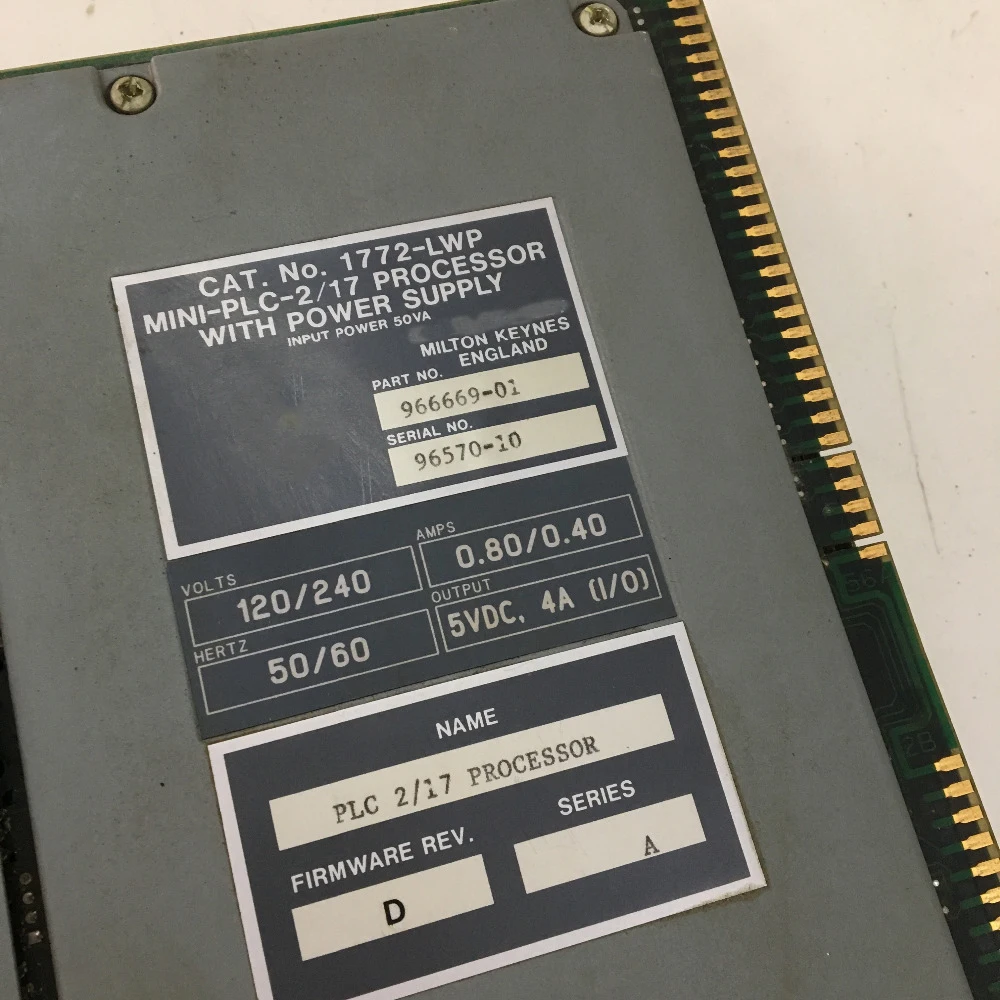 CAT. No. 1772-LWP
MINI-PLC-2/17 PROCESSOR
WITH POWER SUPPLY
INPUT POWER 50VA
MILTON KEYNES
ENGLAND
PART NO.
966669-01
SERIAL NO.
96570-10
VOLTS
120/240
AMPS
0.80/0.40
HERTZ
50/60
OUTPUT
5VDC, 4A (I/O)
NAME
PLC 2/17 PROCESSOR
FIRMWARE REV.
D
SERIES
A
56
2B